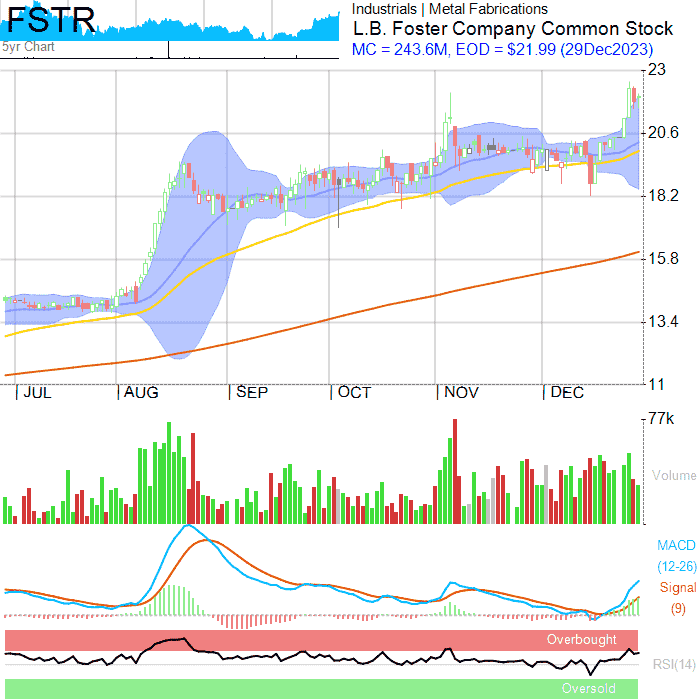 FSTR
5yr Chart
Industrials | Metal Fabrications
L.B. Foster Company Common Stock
MC = 243.6M, EOD = $21.99 (29Dec2023)
23
20.6
18.2
15.8
13.4
11
JUL AUG SEP OCT NOV DEC
77k
Volume
MACD
(12-26)
Signal
(9)
Overbought
RSI(14)
Oversold